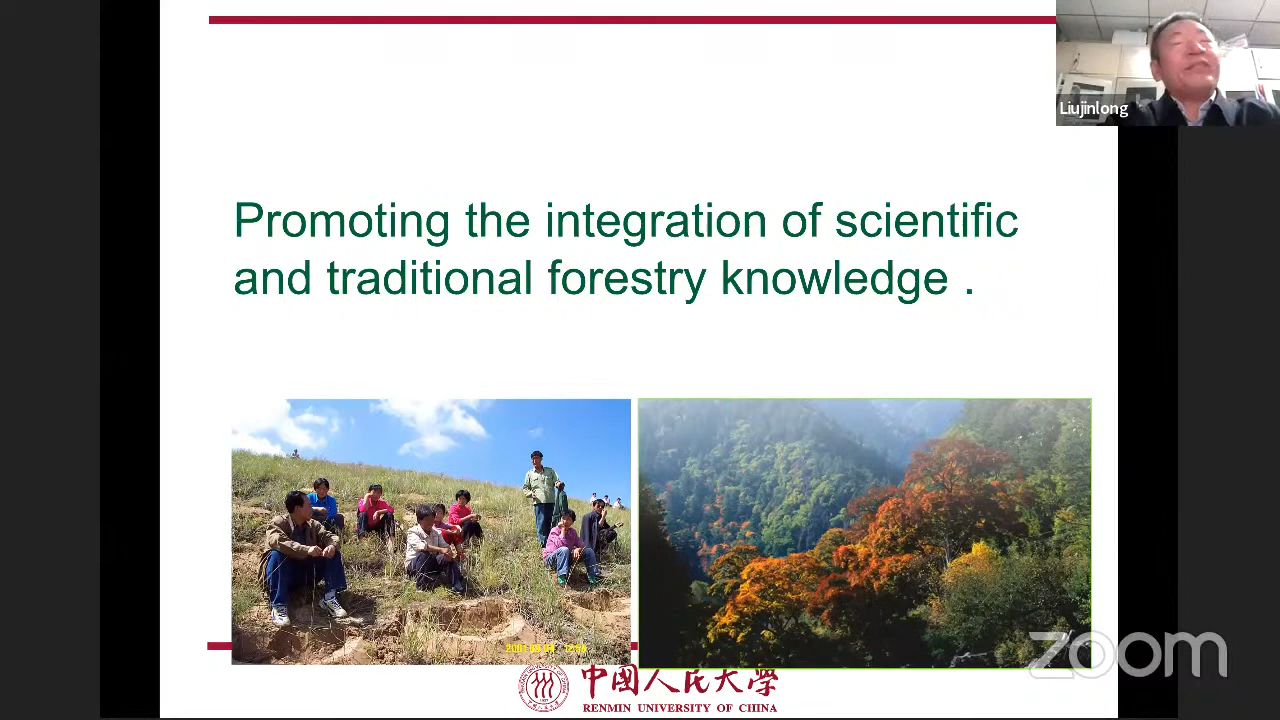 Liujinlong
Promoting the integration of scientific
and traditional forestry knowledge .
中国人民大学
RENMIN UNIVERSITY OF CHINA
zoom